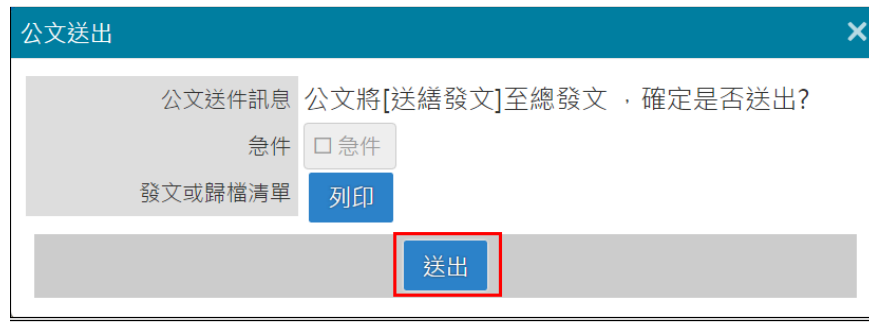 公文送出
公文送件訊息 公文將[送繕發文]至總發文 ，確定是否送出?
急件 急件
發文或歸檔清單 列印
送出